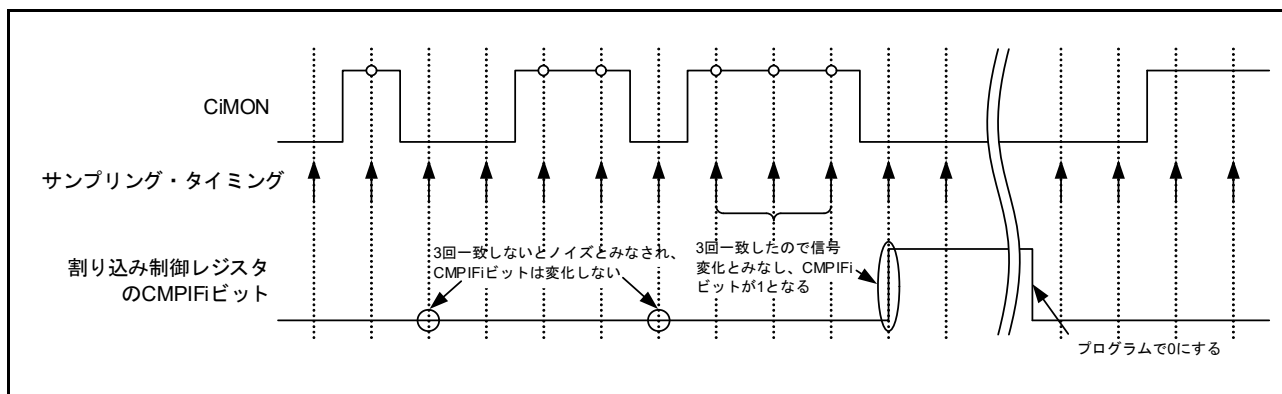 CiMON
サンプリング・タイミング
3回一致しないとノイズとみなされ、
CMPIFiビットは変化しない
3回一致したので信号
変化とみなし、CMPIFi
ビットが1となる
割り込み制御レジスタ
のCMPIFiビット
プログラムで0にする